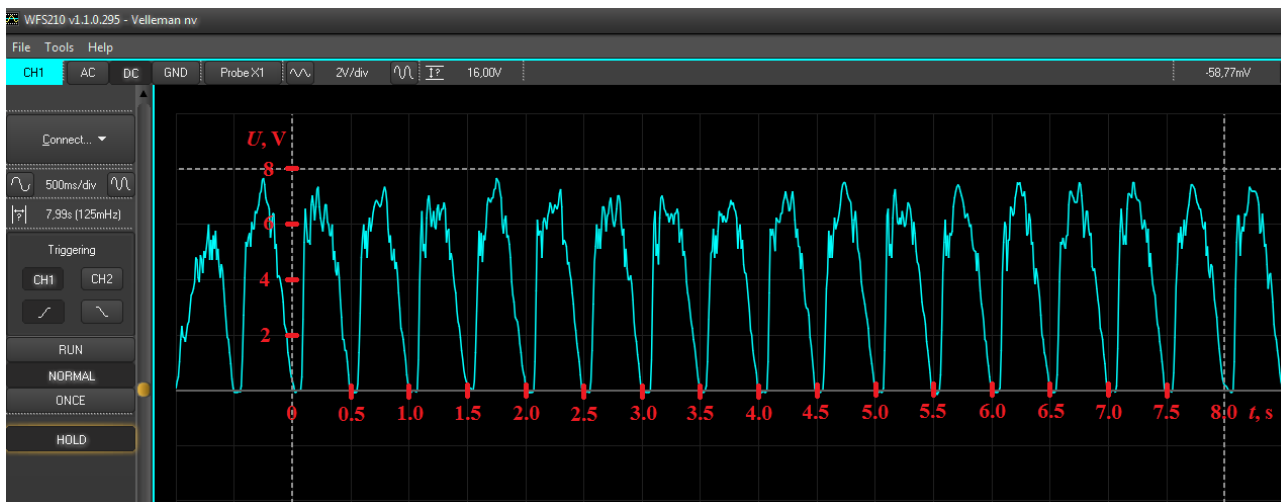 WFS210 v1.1.0.295 - Velleman nv
File Tools Help
CH1 AC DC GND Probe X1 2V/div 16,00V -58,77mV
Connect...
500ms/div
7,99s (125mHz)
Triggering
CH1 CH2
RUN
NORMAL
ONCE
HOLD
U, V
8
6
4
2
0 0.5 1.0 1.5 2.0 2.5 3.0 3.5 4.0 4.5 5.0 5.5 6.0 6.5 7.0 7.5 8.0 t, s